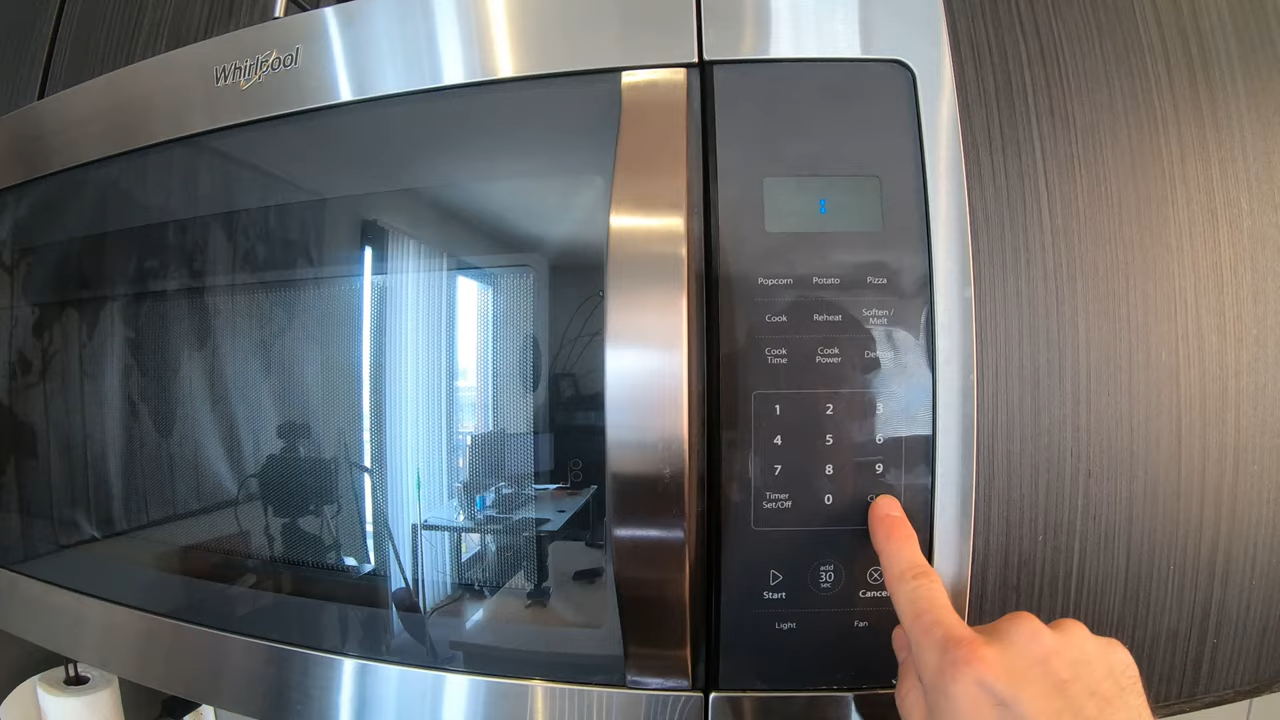 Whirlpool
:
Popcorn Potato Pizza
Cook Reheat Soften /
Melt
Cook Cook
Time Power
1 2 3
4 5 6
7 8 9
Timer
Set/Off 0
add
30
sec
Start Cancel
Light Fan